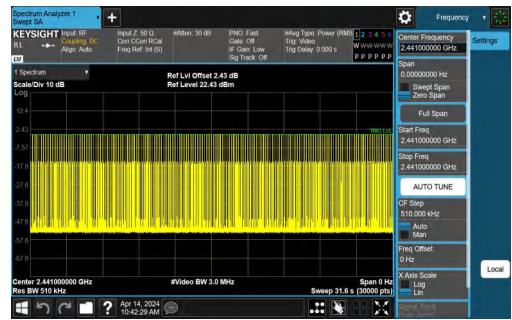 Spectrum Analyzer 1
Swept SA
KEYSIGHT
RL
Input: RF
Coupling: DC
Align: Auto
Input Z: 50 Ω
Corr CCorr RCal
Freq Ref: Int (S)
#Atten: 30 dB
PNO: Fast
Gate: Off
IF Gain: Low
Sig Track: Off
#Avg Type: Power (RMS)
Trig: Video
Trig Delay: 0.000 s
1 2 3 4 5 6
W W W W W W
P P P P P P
LXI
1 Spectrum
Scale/Div 10 dB
Ref Lvl Offset 2.43 dB
Ref Level 22.43 dBm
Log
12.4
2.43
TRIG LVL
-7.57
-17.6
-27.6
-37.6
-47.6
-57.6
-67.6
Center 2.441000000 GHz
#Video BW 3.0 MHz
Span 0 Hz
Res BW 510 kHz
Sweep 31.6 s (30000 pts)
Apr 14, 2024
10:42:29 AM
Frequency
Settings
Center Frequency
2.441000000 GHz
Span
0.00000000 Hz
Swept Span
Zero Span
Full Span
Start Freq
2.441000000 GHz
Stop Freq
2.441000000 GHz
AUTO TUNE
CF Step
510.000 kHz
Auto
Man
Freq Offset
0 Hz
X Axis Scale
Log
Lin
Signal Track
Local